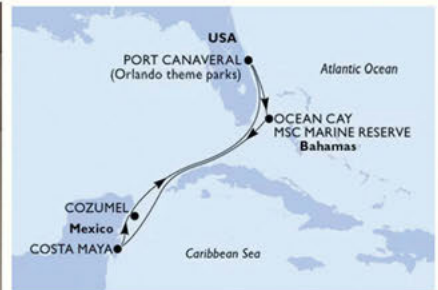 USA
PORT CANAVERAL
(Orlando theme parks)
Atlantic Ocean
OCEAN CAY
MSC MARINE RESERVE
Bahamas
COZUMEL
Mexico
COSTA MAYA
Caribbean Sea